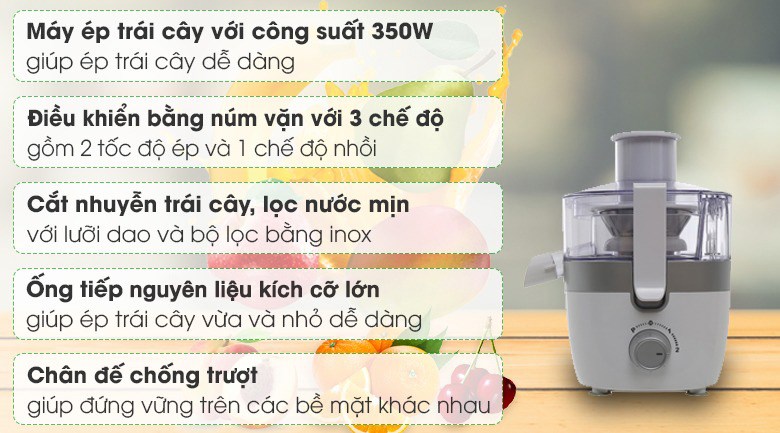 Máy ép trái cây với công suất 350W
giúp ép trái cây dễ dàng
Điều khiển bằng núm vặn với 3 chế độ
gồm 2 tốc độ ép và 1 chế độ nhồi
Cắt nhuyễn trái cây, lọc nước mịn
với lưỡi dao và bộ lọc bằng inox
Ống tiếp nguyên liệu kích cỡ lớn
giúp ép trái cây vừa và nhỏ dễ dàng
Chân đế chống trượt
giúp đứng vững trên các bề mặt khác nhau